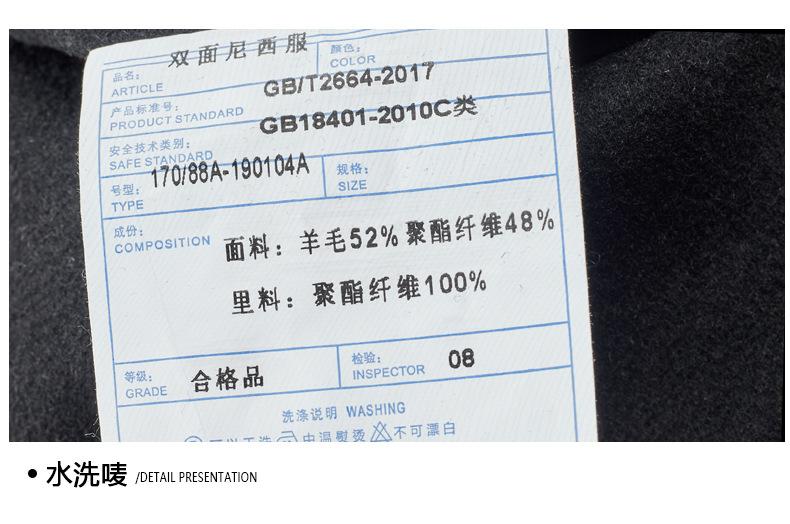 品名: 双面尼西服 颜色:
ARTICLE COLOR
产品标准号: GB/T2664-2017
PRODUCT STANDARD
安全技术类别: GB18401-2010C类
SAFE STANDARD
号型: 170/88A-190104A 规格:
TYPE SIZE
成份:
COMPOSITION 面料: 羊毛52% 聚酯纤维48%
里料: 聚酯纤维100%
等级: 合格品 检验: 08
GRADE INSPECTOR
洗涤说明 WASHING
中温熨烫 不可漂白
• 水洗唛 /DETAIL PRESENTATION